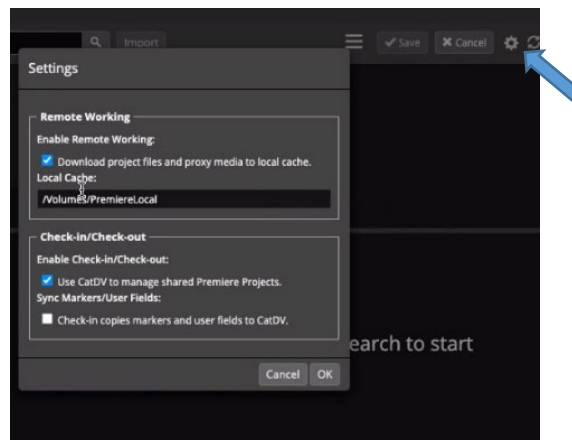 Import
Save
Cancel
Settings
Remote Working
Enable Remote Working:
Download project files and proxy media to local cache.
Local Cache:
/Volumes/PremiereLocal
Check-in/Check-out
Enable Check-in/Check-out:
Use CatDV to manage shared Premiere Projects.
Sync Markers/User Fields:
Check-in copies markers and user fields to CatDV.
earch to start
Cancel OK